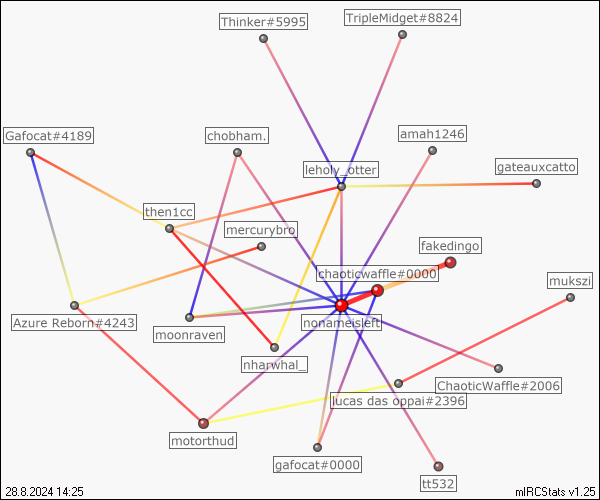 Thinker#5995
TripleMidget#8824
Gafocat#4189
chobham.
amah1246
leholy_otter
gateauxcatto
then1cc
mercurybro
fakedingo
chaoticwaffle#0000
mukszi
Azure Reborn#4243
moonraven
nonameisleft
nharwhal_
ChaoticWaffle#2006
lucas das oppai#2396
motorthud
gafocat#0000
tt532
28.8.2024 14:25
mIRCStats v1.25